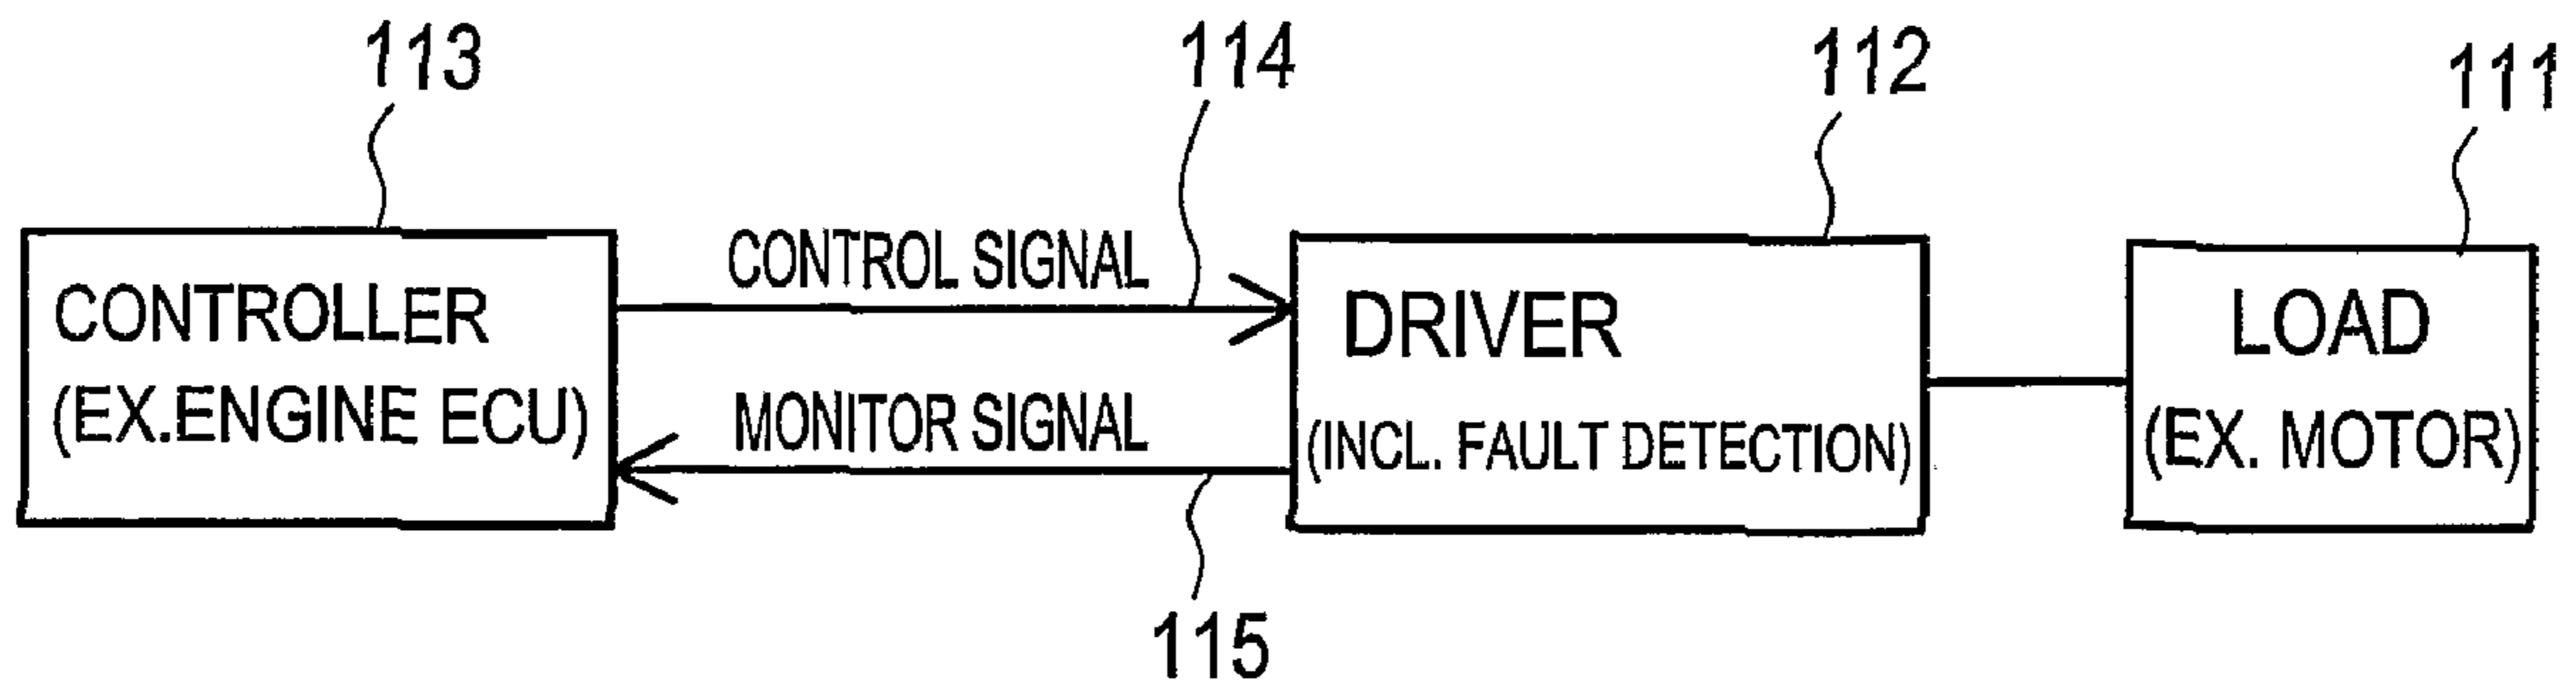 113
114
112
111
CONTROL SIGNAL
CONTROLLER
(EX.ENGINE ECU)
MONITOR SIGNAL
DRIVER
(INCL. FAULT DETECTION)
LOAD
(EX. MOTOR)
115